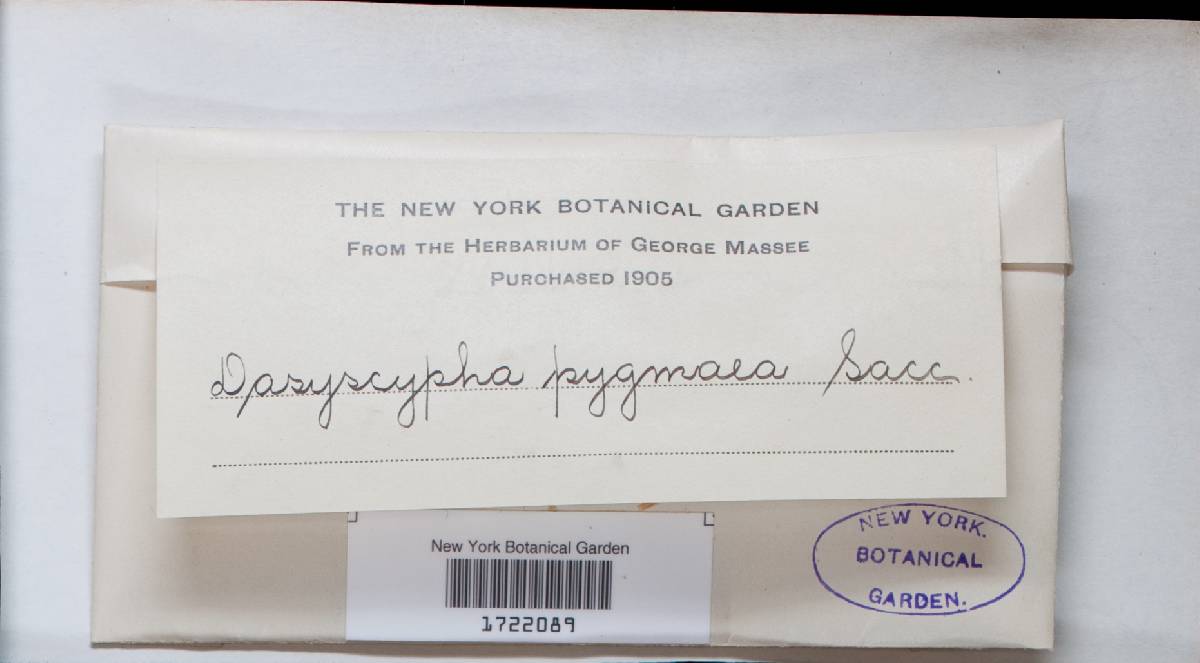 THE NEW YORK BOTANICAL GARDEN
FROM THE HERBARIUM OF GEORGE MASSEE
PURCHASED 1905
Dasyscypha pygmaea Sacc.
New York Botanical Garden
1722089
NEW YORK.
BOTANICAL
GARDEN.